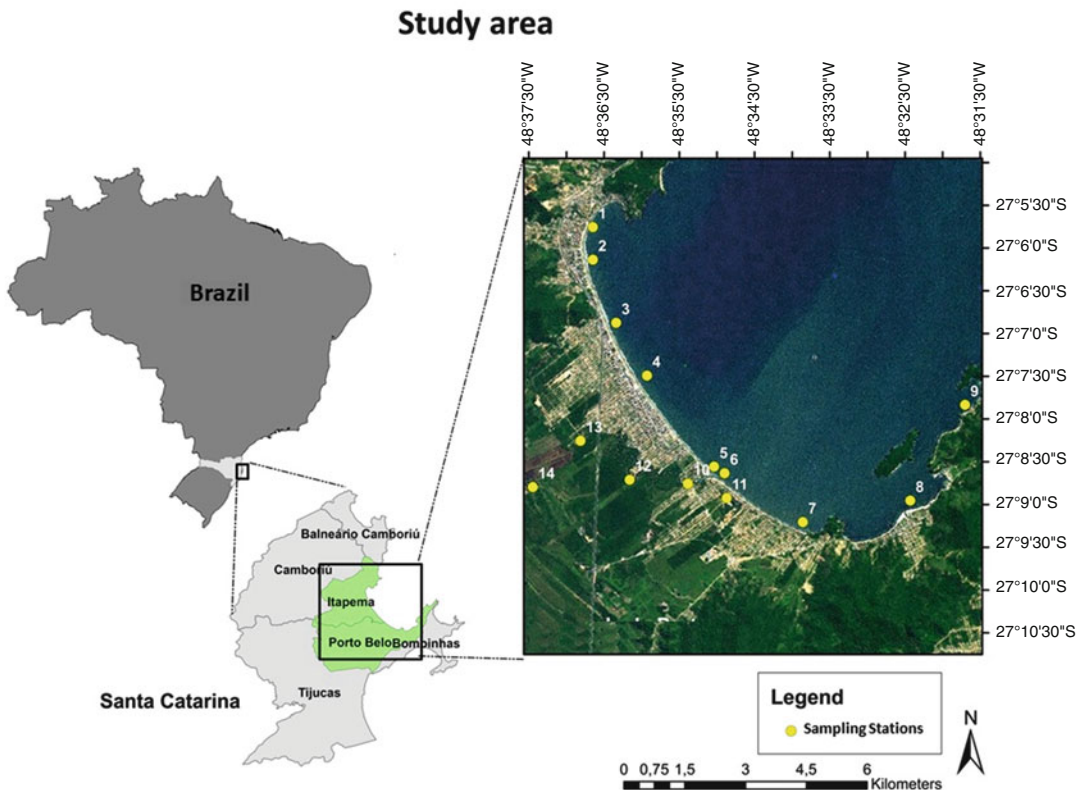 Study area
48°37'30"W
48°36'30"W
48°35'30"W
48°34'30"W
48°33'30"W
48°32'30"W
48°31'30"W
27°5'30"S
27°6'0"S
27°6'30"S
27°7'0"S
27°7'30"S
27°8'0"S
27°8'30"S
27°9'0"S
27°9'30"S
27°10'0"S
27°10'30"S
1
2
3
4
9
13
5
6
12
10
14
11
8
7
Brazil
Balneário Camboriú
Camboriú
Itapema
Porto Belo
Bombinhas
Tijucas
Santa Catarina
Legend
Sampling Stations
N
0 0,75 1,5 3 4,5 6
Kilometers